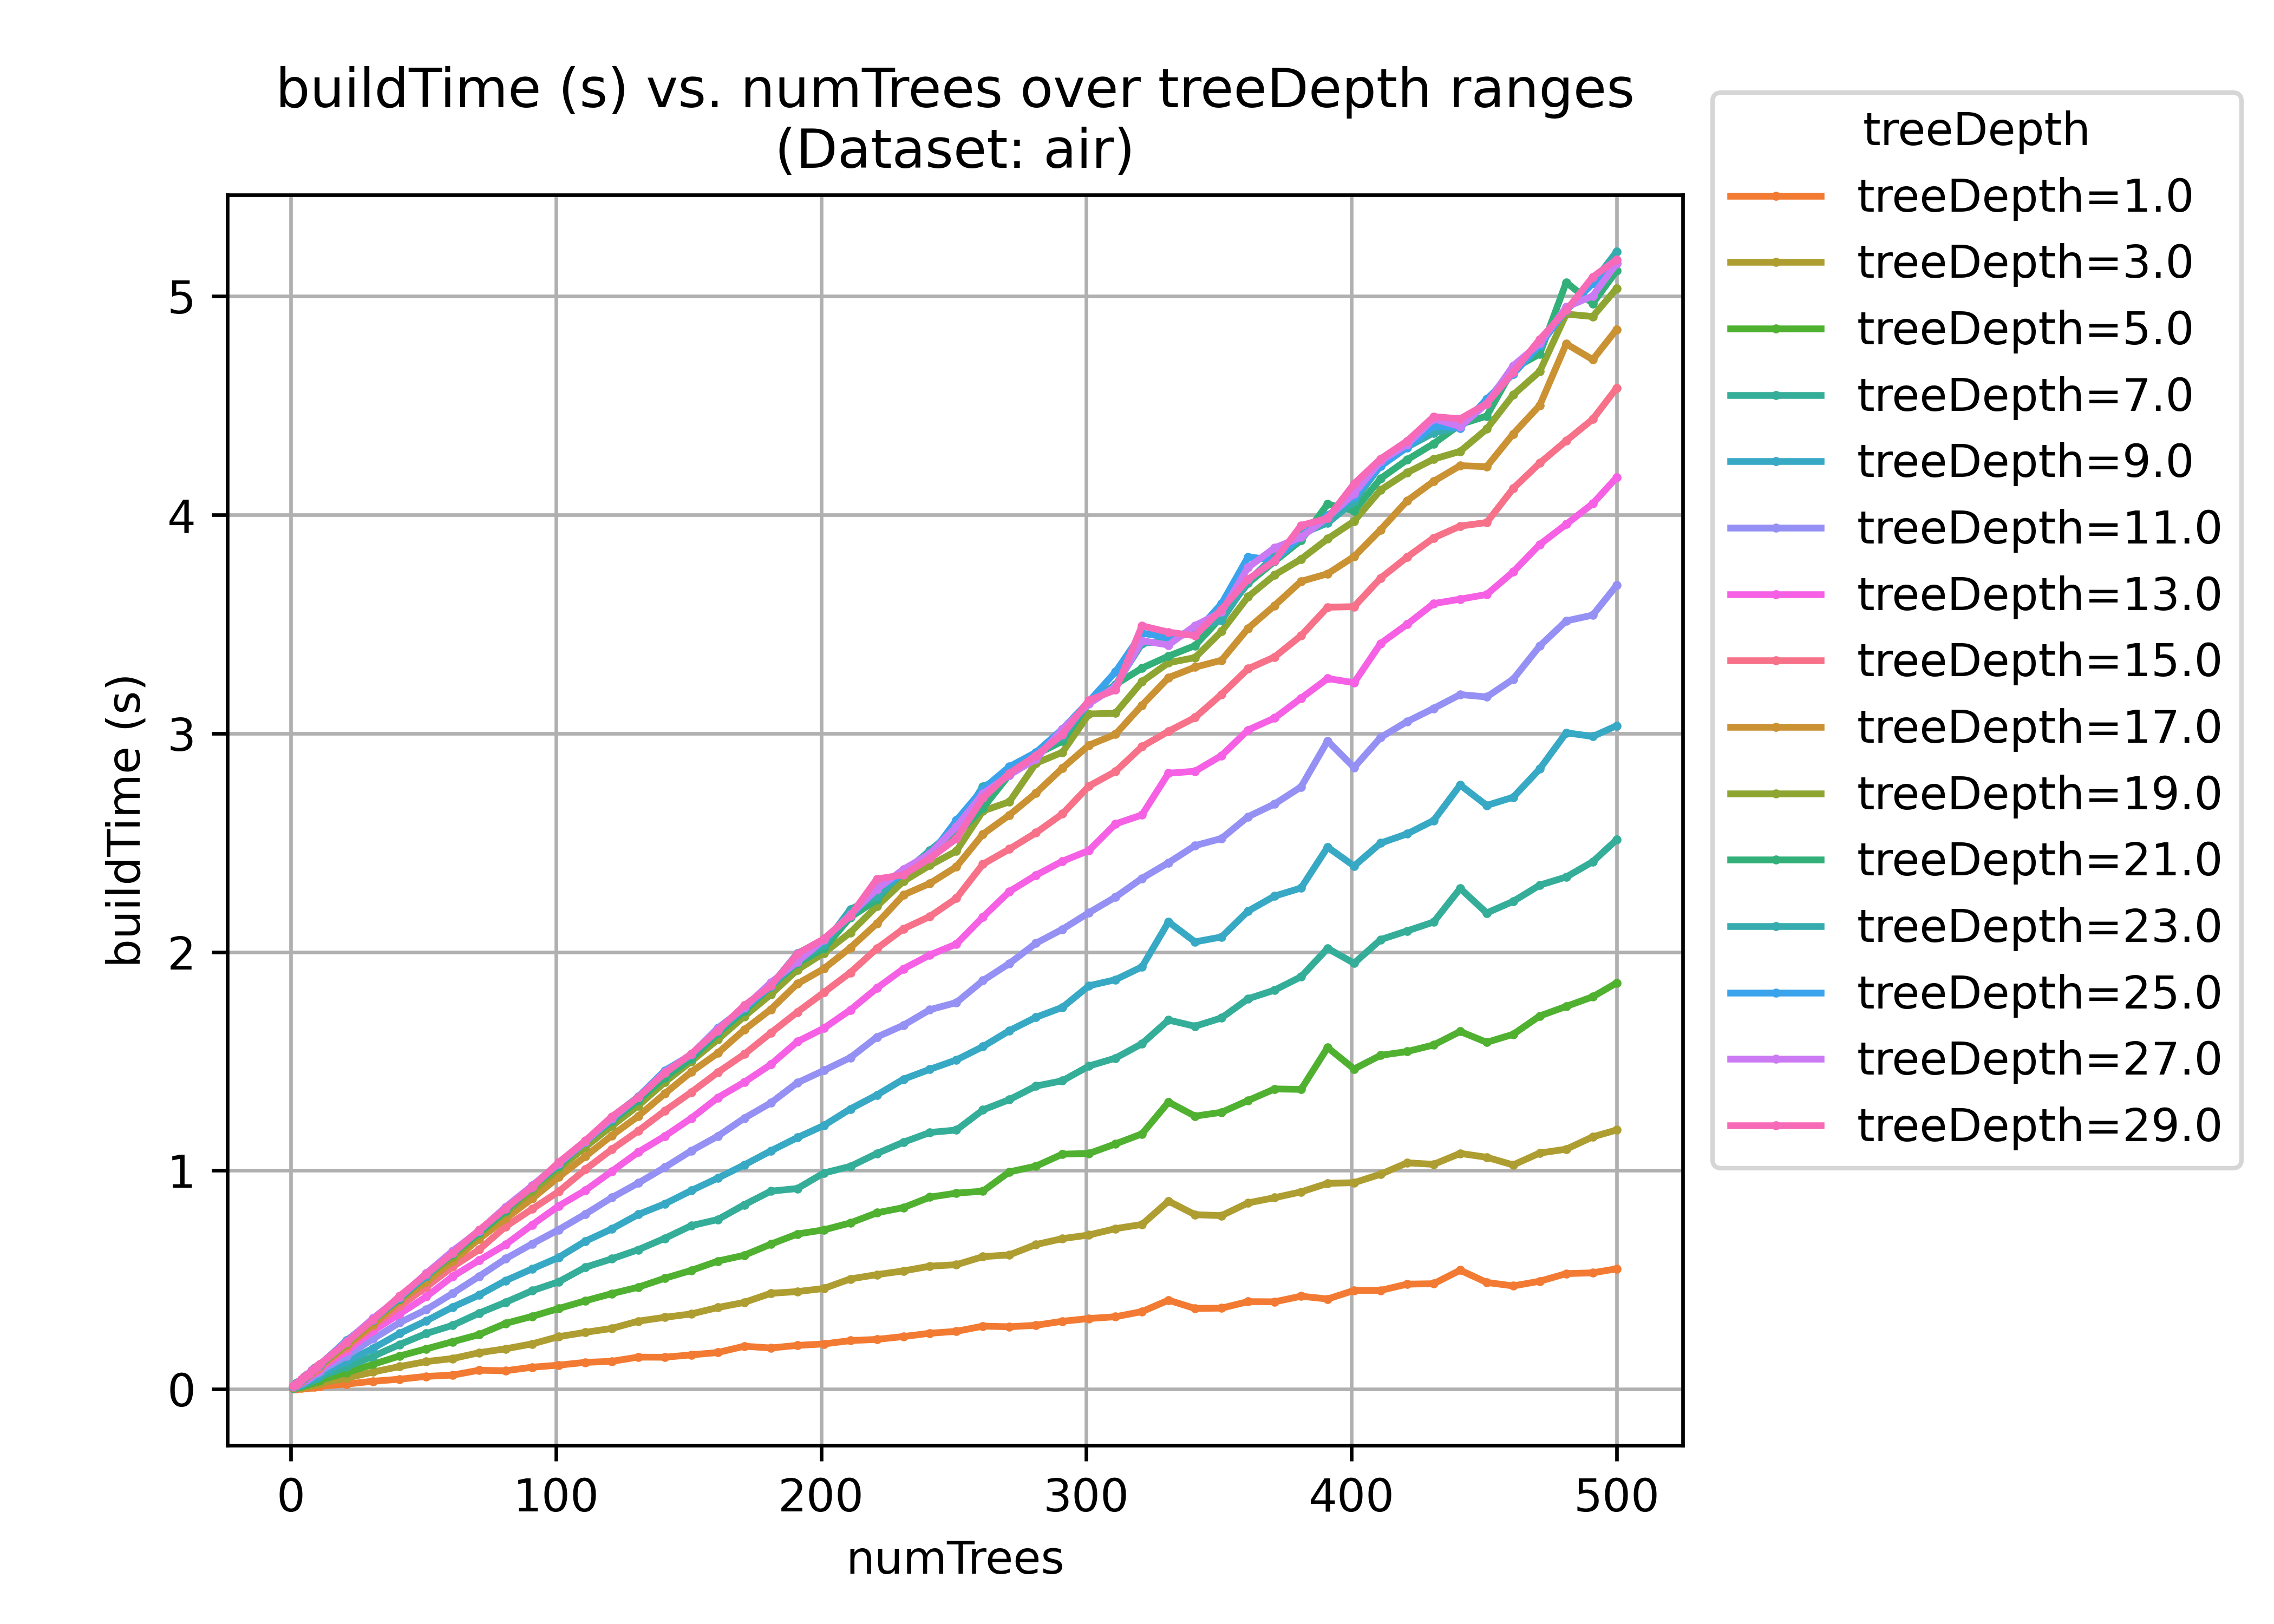 buildTime (s) vs. numTrees over treeDepth ranges
(Dataset: air)
treeDepth
treeDepth=1.0
treeDepth=3.0
treeDepth=5.0
treeDepth=7.0
treeDepth=9.0
treeDepth=11.0
treeDepth=13.0
treeDepth=15.0
treeDepth=17.0
treeDepth=19.0
treeDepth=21.0
treeDepth=23.0
treeDepth=25.0
treeDepth=27.0
treeDepth=29.0
buildTime (s)
5
4
3
2
1
0
0 100 200 300 400 500
numTrees